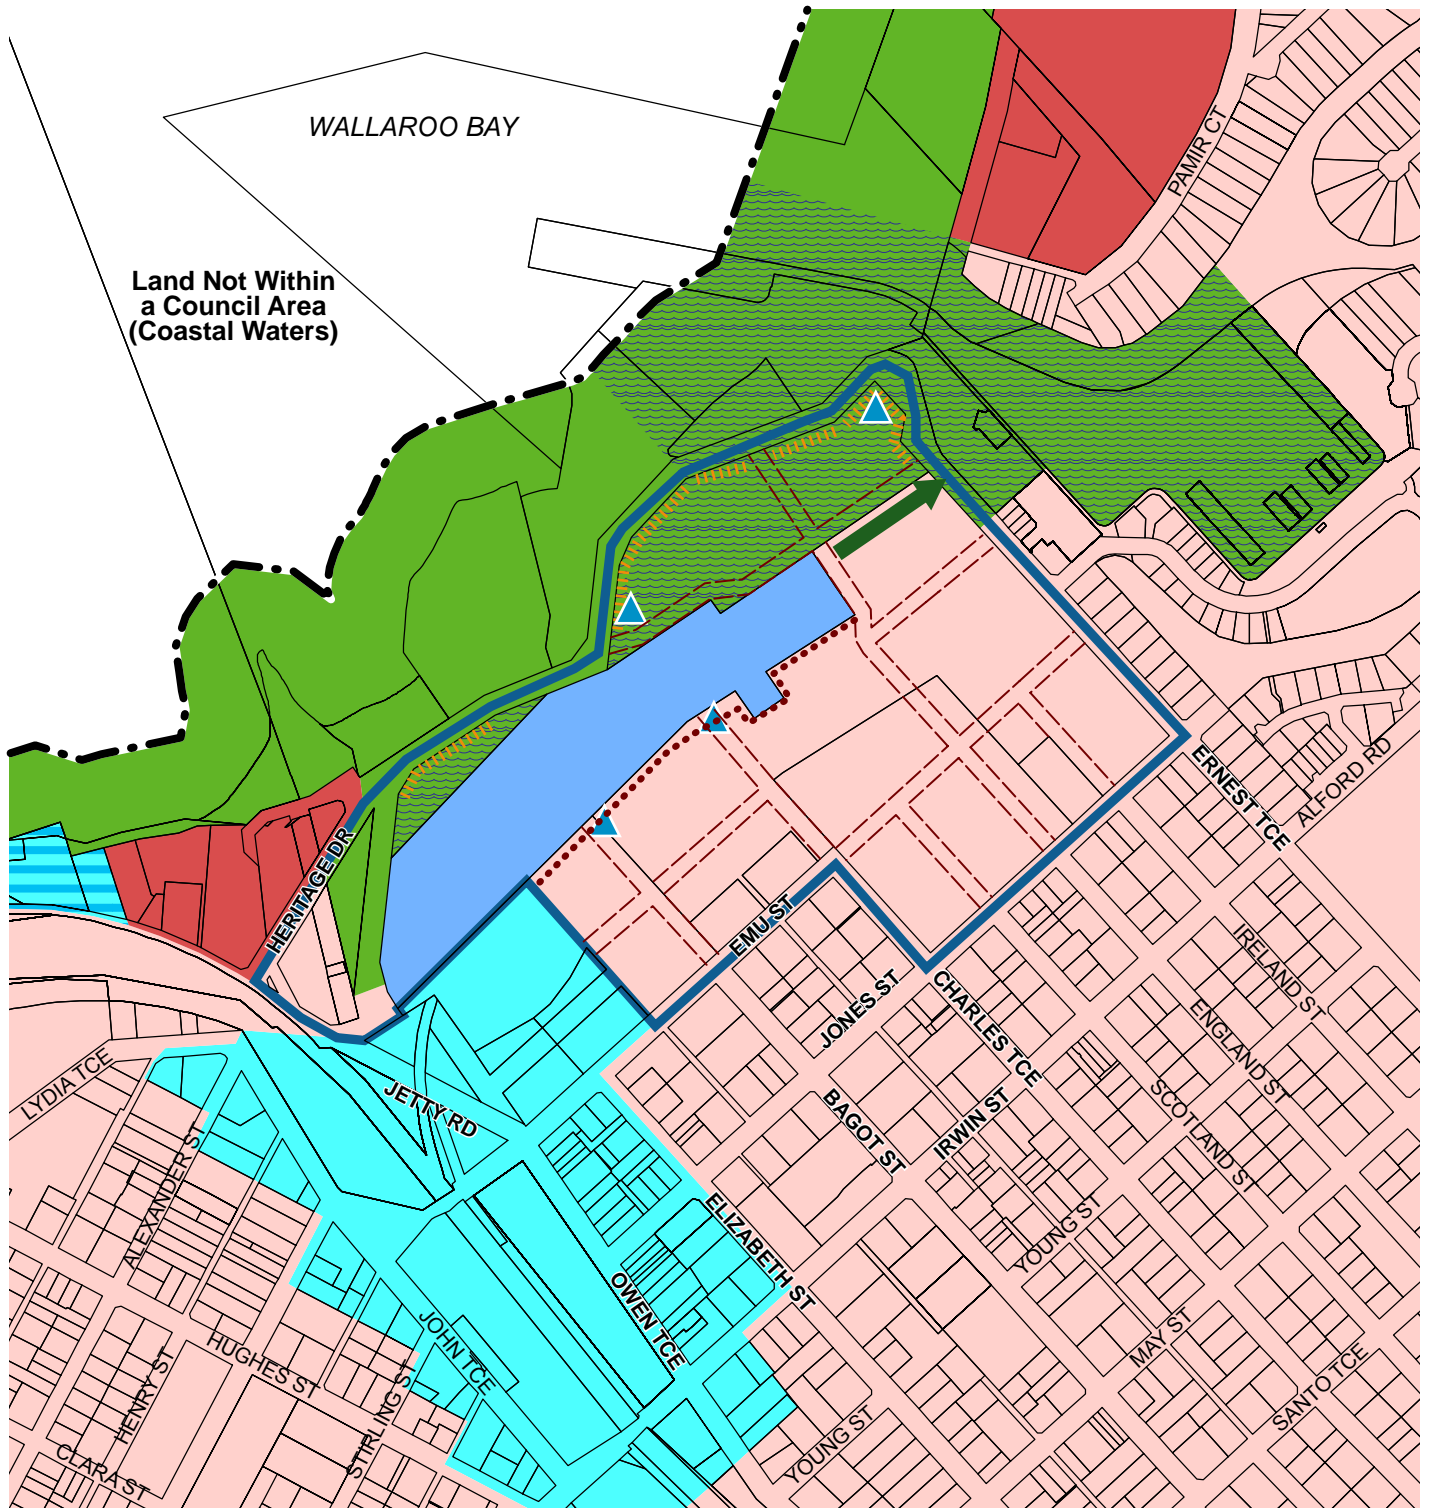 WALLAROO BAY
PAMIR CT
Land Not Within
a Council Area
(Coastal Waters)
ERNEST TCE
ALFORD RD
HERITAGE DR
EMU ST
IRELAND ST
JONES ST
CHARLES TCE
ENGLAND ST
LYDIA TCE
JETTY RD
SCOTLAND ST
BAGOT ST
IRWIN ST
ALEXANDER ST
ELIZABETH ST
YOUNG ST
OWEN TCE
JOHN TCE
HUGHES ST
MAY ST
HENRY ST
STIRLING ST
SANTO TCE
YOUNG ST
CLARA ST